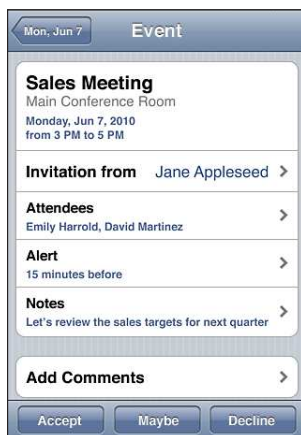 Mon, Jun 7
Event
Sales Meeting
Main Conference Room
Monday, Jun 7, 2010
from 3 PM to 5 PM
Invitation from Jane Appleseed
Attendees
Emily Harrold, David Martinez
Alert
15 minutes before
Notes
Let's review the sales targets for next quarter
Add Comments
Accept Maybe Decline